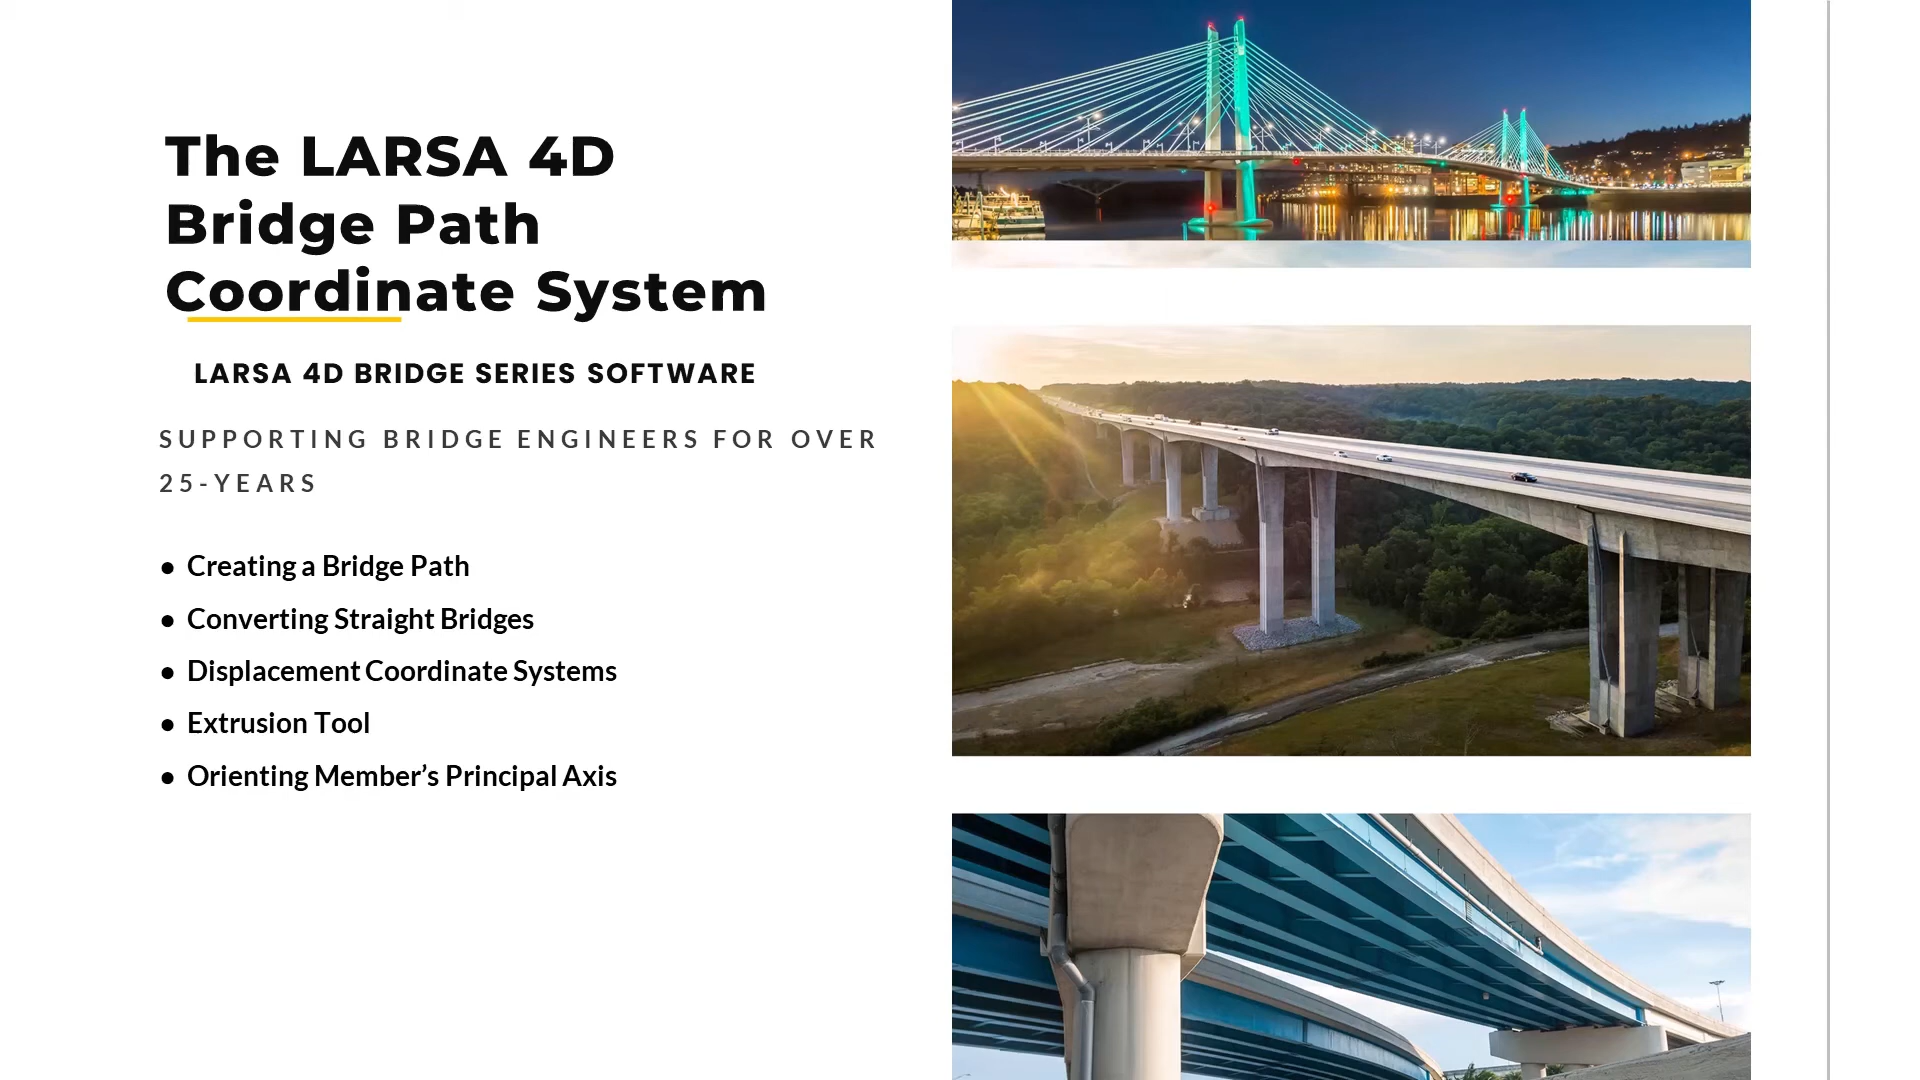 The LARSA 4D
Bridge Path
Coordinate System
LARSA 4D BRIDGE SERIES SOFTWARE
SUPPORTING BRIDGE ENGINEERS FOR OVER
25-YEARS
● Creating a Bridge Path
● Converting Straight Bridges
● Displacement Coordinate Systems
● Extrusion Tool
● Orienting Member’s Principal Axis